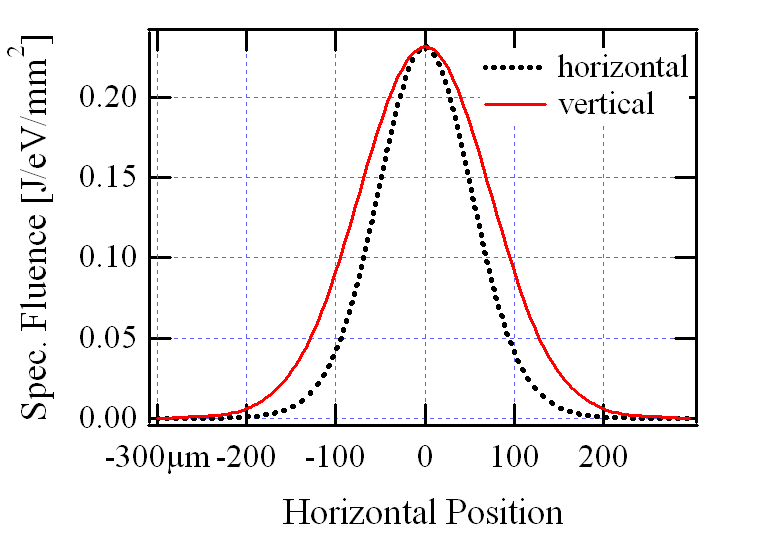 Spec. Fluence [J/eV/mm²]
horizontal
vertical
0.20
0.15
0.10
0.05
0.00
-300µm -200 -100 0 100 200
Horizontal Position